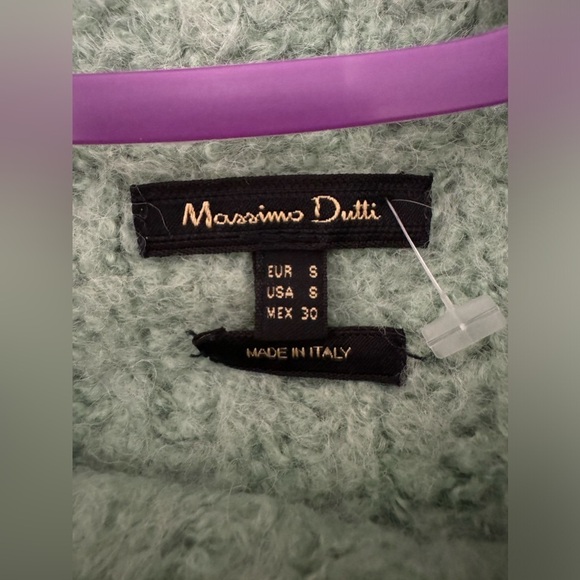 Massimo Dutti
EUR S
USA S
MEX 30
MADE IN ITALY